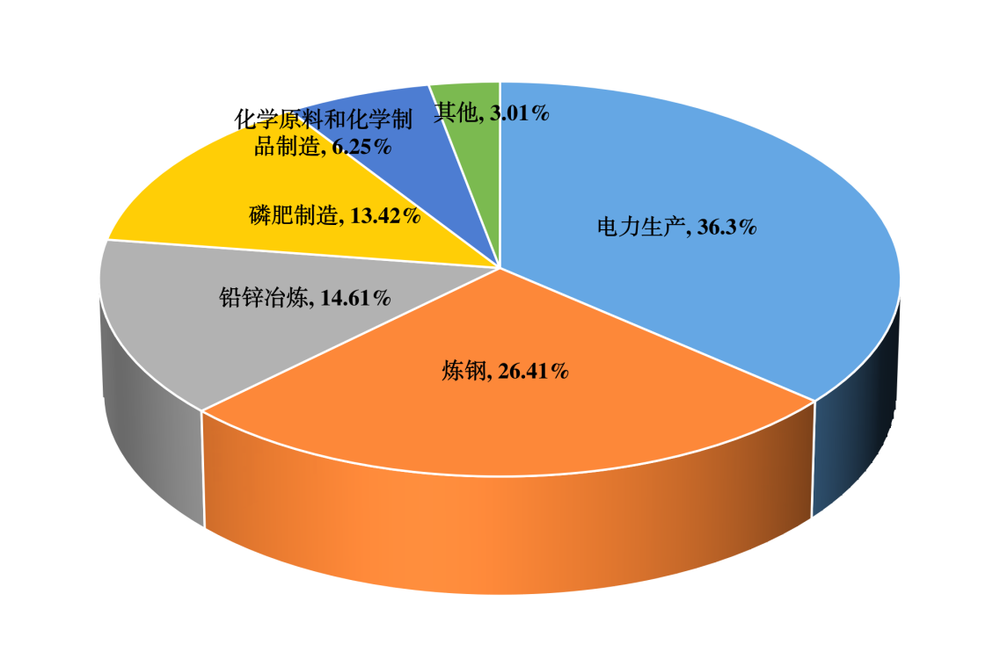 化学原料和化学制
品制造, 6.25%
其他, 3.01%
磷肥制造, 13.42%
电力生产, 36.3%
铅锌冶炼, 14.61%
炼钢, 26.41%